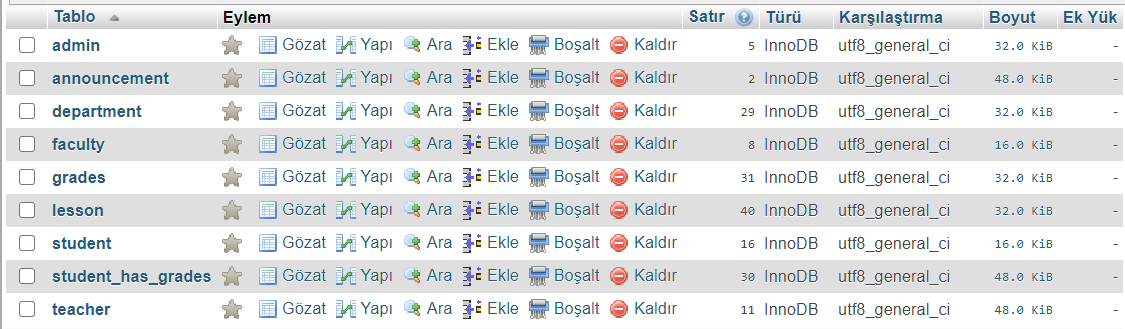 Tablo Eylem Satır Türü Karşılaştırma Boyut Ek Yük
admin Gözat Yapı Ara Ekle Boşalt Kaldır 5 InnoDB utf8_general_ci 32.0 KiB -
announcement Gözat Yapı Ara Ekle Boşalt Kaldır 2 InnoDB utf8_general_ci 48.0 KiB -
department Gözat Yapı Ara Ekle Boşalt Kaldır 29 InnoDB utf8_general_ci 32.0 KiB -
faculty Gözat Yapı Ara Ekle Boşalt Kaldır 8 InnoDB utf8_general_ci 16.0 KiB -
grades Gözat Yapı Ara Ekle Boşalt Kaldır 31 InnoDB utf8_general_ci 32.0 KiB -
lesson Gözat Yapı Ara Ekle Boşalt Kaldır 40 InnoDB utf8_general_ci 32.0 KiB -
student Gözat Yapı Ara Ekle Boşalt Kaldır 16 InnoDB utf8_general_ci 16.0 KiB -
student_has_grades Gözat Yapı Ara Ekle Boşalt Kaldır 30 InnoDB utf8_general_ci 48.0 KiB -
teacher Gözat Yapı Ara Ekle Boşalt Kaldır 11 InnoDB utf8_general_ci 48.0 KiB -